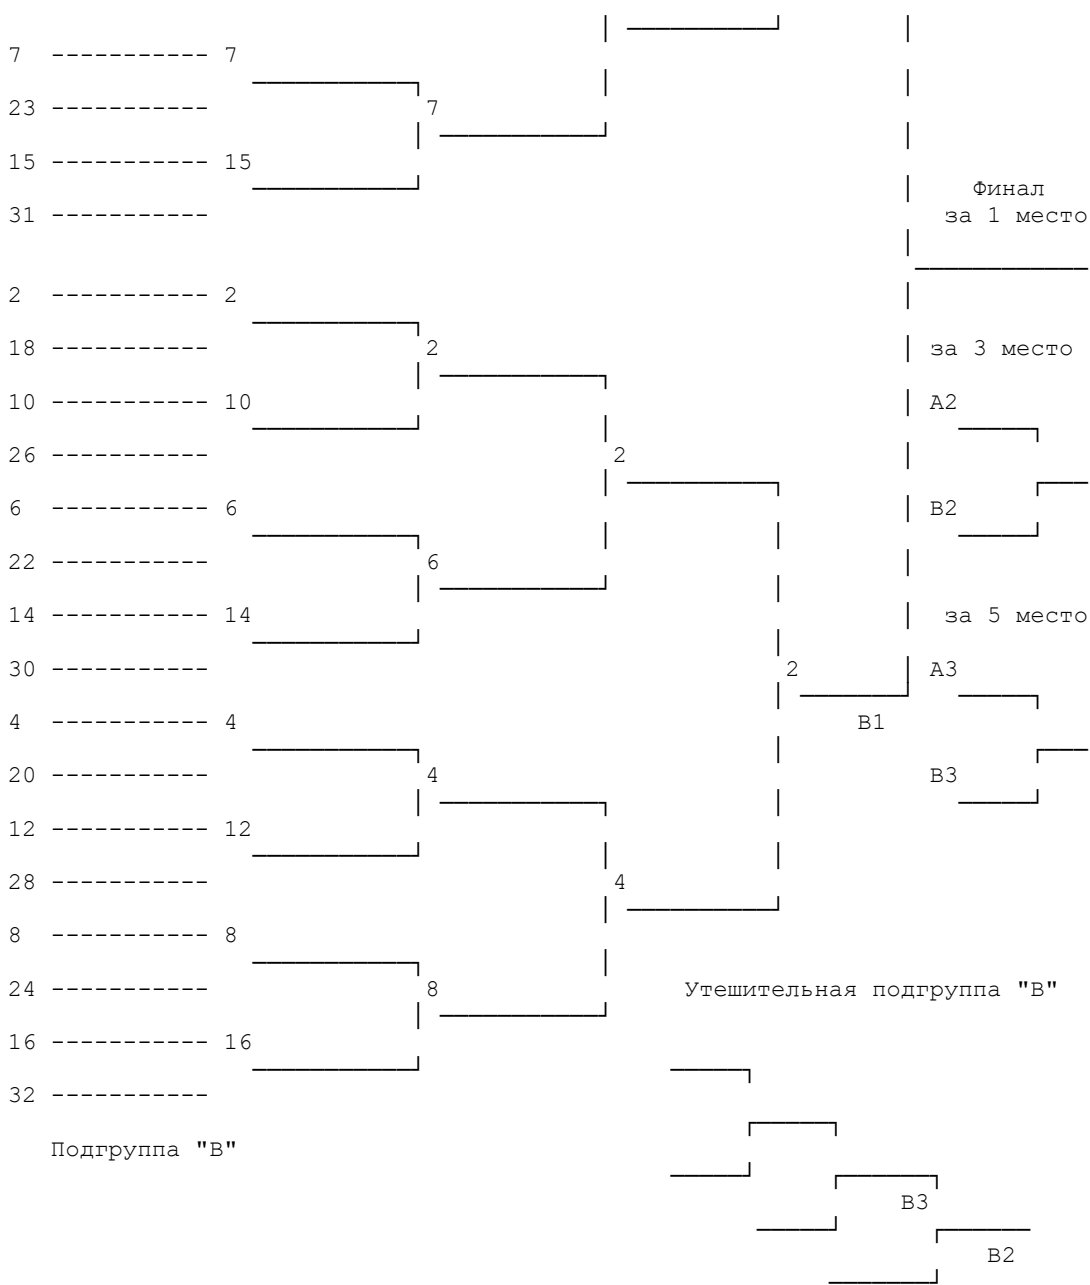 7 ----------- 7
23 ----------- 7
15 ----------- 15
Финал
31 ----------- за 1 место
2 ----------- 2
18 ----------- 2 за 3 место
10 ----------- 10 A2
26 ----------- 2
6 ----------- 6 B2
22 ----------- 6
14 ----------- 14 за 5 место
30 ----------- 2 A3
4 ----------- 4 B1
20 ----------- 4 B3
12 ----------- 12
28 ----------- 4
8 ----------- 8
24 ----------- 8 Утешительная подгруппа "B"
16 ----------- 16
32 -----------
Подгруппа "B"
B3
B2